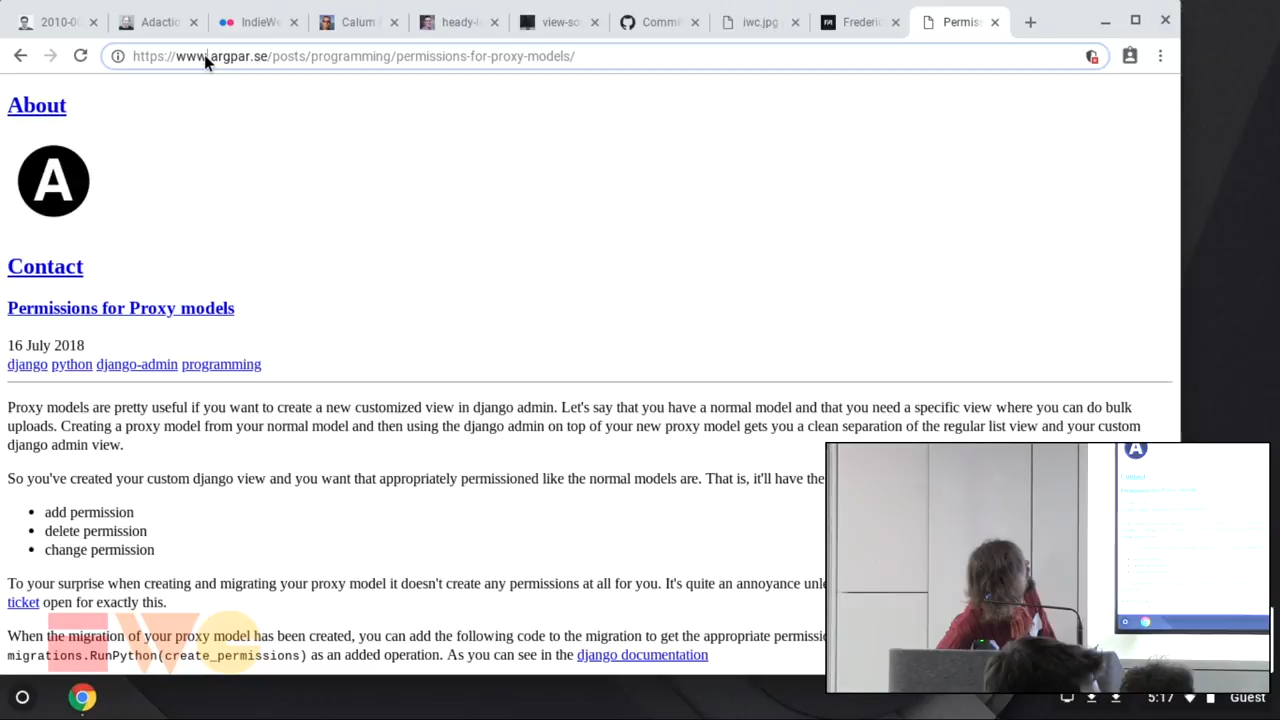 2010-0
Adactio
IndieWe
Calum
heady-
view-so
Commi
iwc.jpg
Frederic
Permiss
https://www.argpar.se/posts/programming/permissions-for-proxy-models/
About
A
Contact
Permissions for Proxy models
16 July 2018
django python django-admin programming
Proxy models are pretty useful if you want to create a new customized view in django admin. Let's say that you have a normal model and that you need a specific view where you can do bulk
uploads. Creating a proxy model from your normal model and then using the django admin on top of your new proxy model gets you a clean separation of the regular list view and your custom
django admin view.
So you've created your custom django view and you want that appropriately permissioned like the normal models are. That is, it'll have the
add permission
delete permission
change permission
To your surprise when creating and migrating your proxy model it doesn't create any permissions at all for you. It's quite an annoyance unle
ticket open for exactly this.
When the migration of your proxy model has been created, you can add the following code to the migration to get the appropriate permissio
migrations.RunPython(create_permissions) as an added operation. As you can see in the django documentation
A
Contact
5:17
Guest